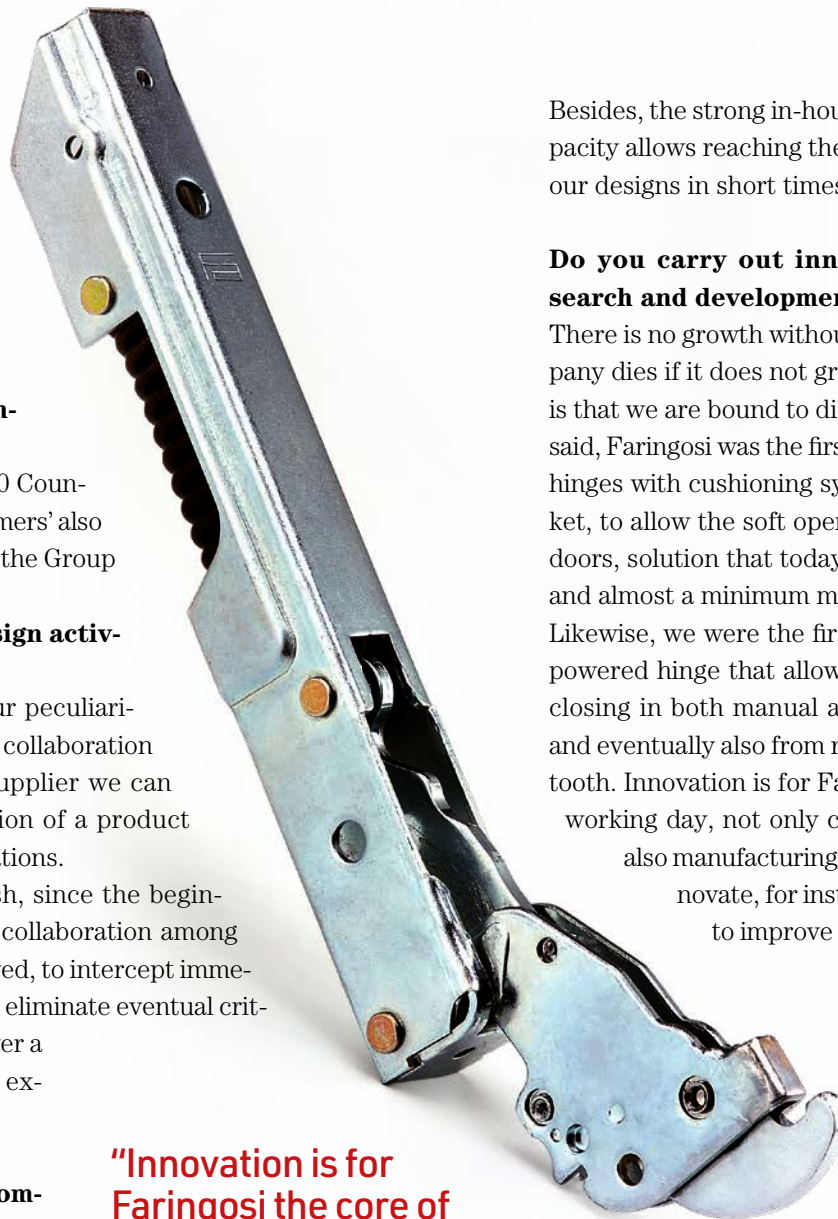 n-
0 Coun-
mers' also
the Group
sign activ-
ur peculiari-
collaboration
upplier we can
ion of a product
ations.
sh, since the begin-
collaboration among
ved, to intercept imme-
eliminate eventual crit-
er a
ex-
om-
"Innovation is for
Faringosi the core of
Besides, the strong in-hou
pacity allows reaching the
our designs in short times
Do you carry out inn
search and developmen
There is no growth withou
pany dies if it does not gr
is that we are bound to di
said, Faringosi was the firs
hinges with cushioning sy
ket, to allow the soft oper
doors, solution that today
and almost a minimum m
Likewise, we were the fir
powered hinge that allow
closing in both manual a
and eventually also from r
tooth. Innovation is for Fa
working day, not only c
also manufacturing
novate, for inst
to improve